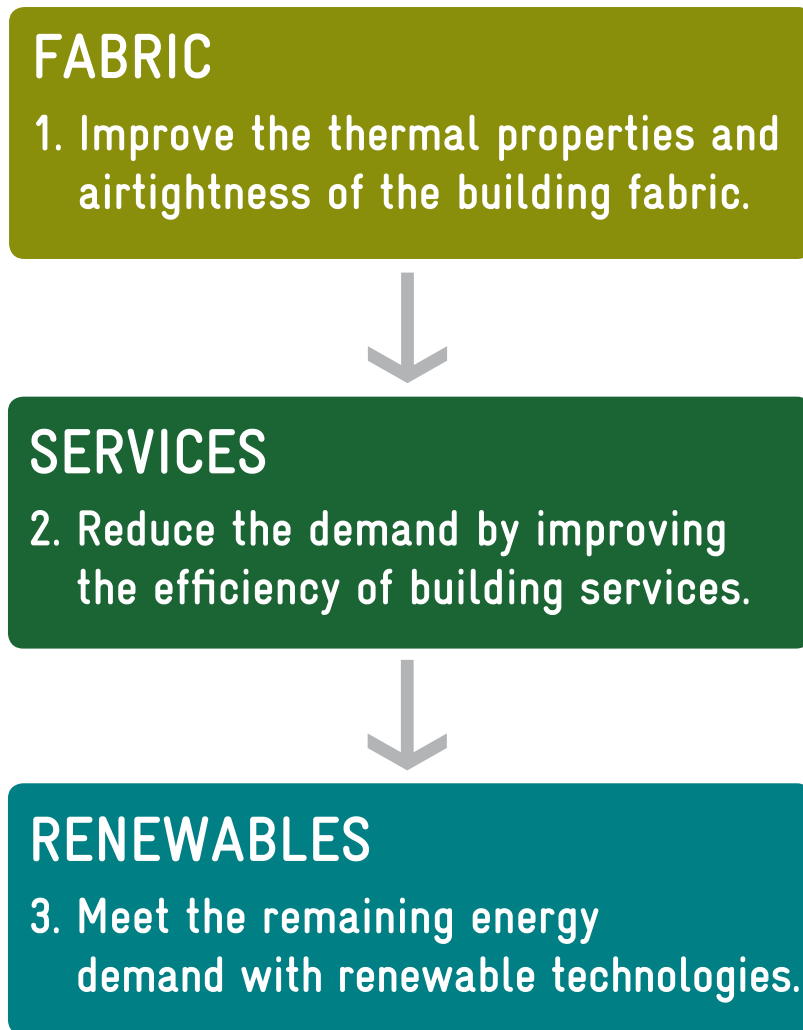 FABRIC
1. Improve the thermal properties and
airtightness of the building fabric.
SERVICES
2. Reduce the demand by improving
the efficiency of building services.
RENEWABLES
3. Meet the remaining energy
demand with renewable technologies.